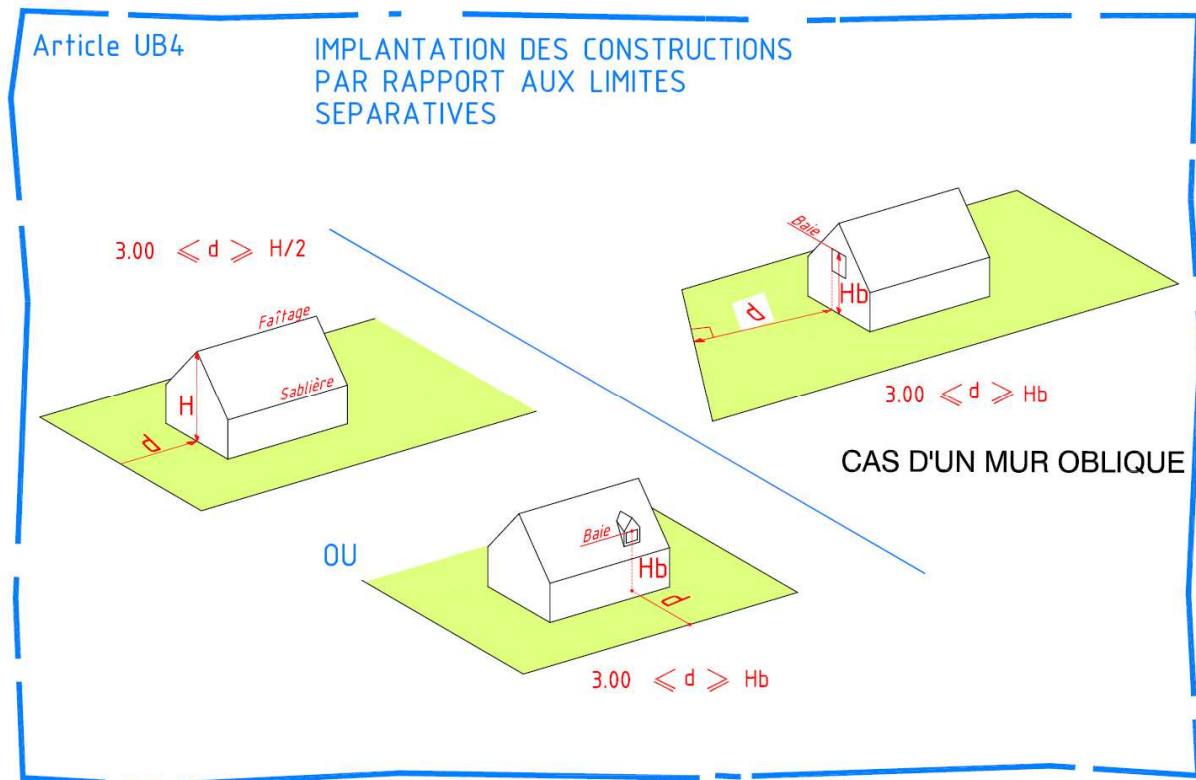 Article UB4
IMPLANTATION DES CONSTRUCTIONS
PAR RAPPORT AUX LIMITES
SEPARATIVES
3.00 ⩽ d ⩾ H/2
Faîtage
Sablière
H
d
Baie
Hb
d
3.00 ⩽ d ⩾ Hb
CAS D'UN MUR OBLIQUE
OU
Baie
Hb
d
3.00 ⩽ d ⩾ Hb